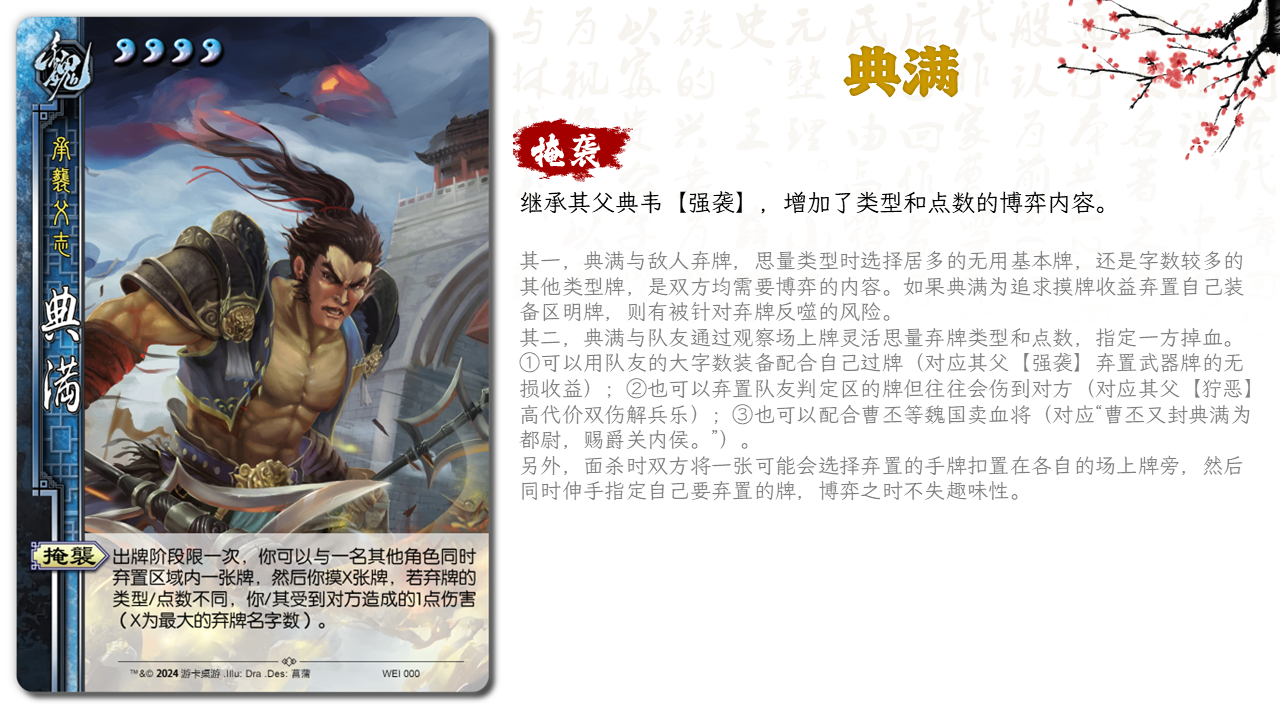 魏
承襲父志
典満
掩襲
出牌阶段限一次，你可以与一名其他角色同时
弃置区域内一张牌，然后你摸X张牌，若弃牌的
类型/点数不同，你/其受到对方造成的1点伤害
（X为最大的弃牌名字数）。
™&© 2024 游卡桌游 .Illu: Dra .Des: 菖蒲
WEI 000
典满
掩袭
继承其父典韦【强袭】，增加了类型和点数的博弈内容。
其一，典满与敌人弃牌，思量类型时选择居多的无用基本牌，还是字数较多的
其他类型牌，是双方均需要博弈的内容。如果典满为追求摸牌收益弃置自己装
备区明牌，则有被针对弃牌反噬的风险。
其二，典满与队友通过观察场上牌灵活思量弃牌类型和点数，指定一方掉血。
①可以用队友的大字数装备配合自己过牌（对应其父【强袭】弃置武器牌的无
损收益）；②也可以弃置队友判定区的牌但往往会伤到对方（对应其父【狞恶】
高代价双伤解兵乐）；③也可以配合曹丕等魏国卖血将（对应“曹丕又封典满为
都尉，赐爵关内侯。”）。
另外，面杀时双方将一张可能会选择弃置的手牌扣置在各自的场上牌旁，然后
同时伸手指定自己要弃置的牌，博弈之时不失趣味性。